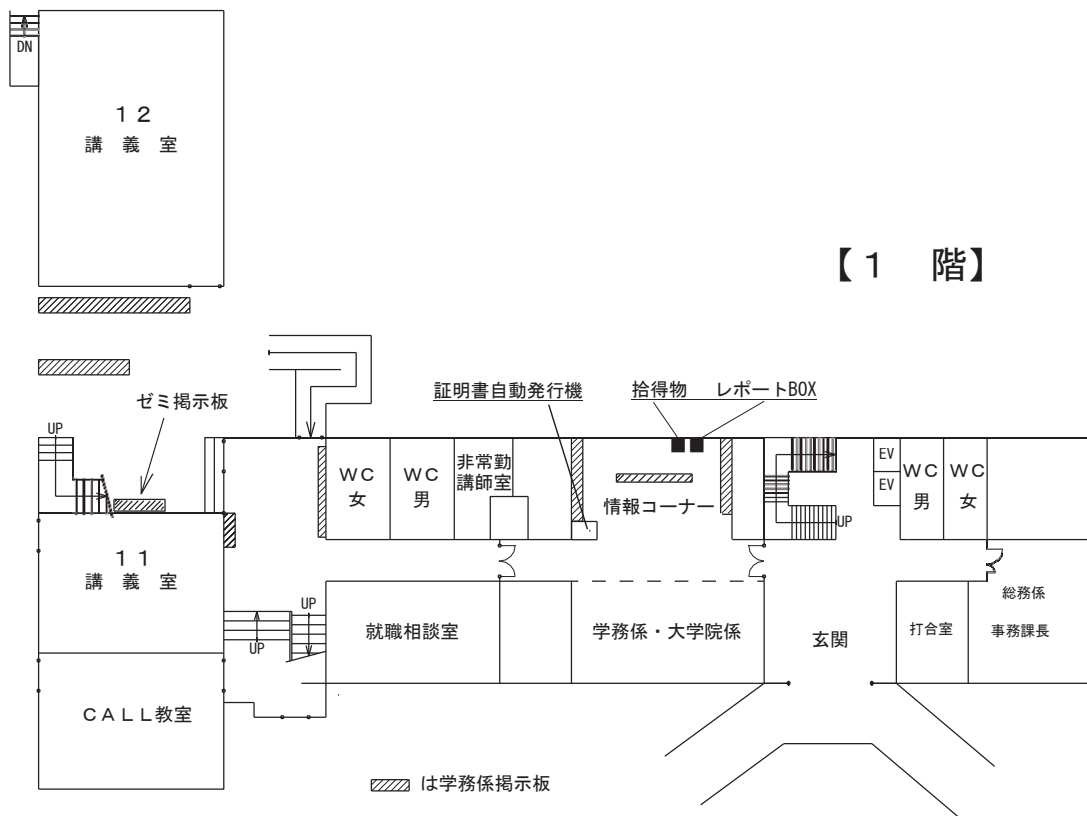 DN
１２
講　義　室
【１　階】
ゼミ掲示板
証明書自動発行機
拾得物
レポートBOX
UP
WC
女
WC
男
非常勤
講師室
情報コーナー
EV
EV
WC
男
WC
女
UP
１１
講　義　室
UP
UP
就職相談室
学務係・大学院係
玄関
打合室
総務係
事務課長
ＣＡＬＬ教室
は学務係掲示板